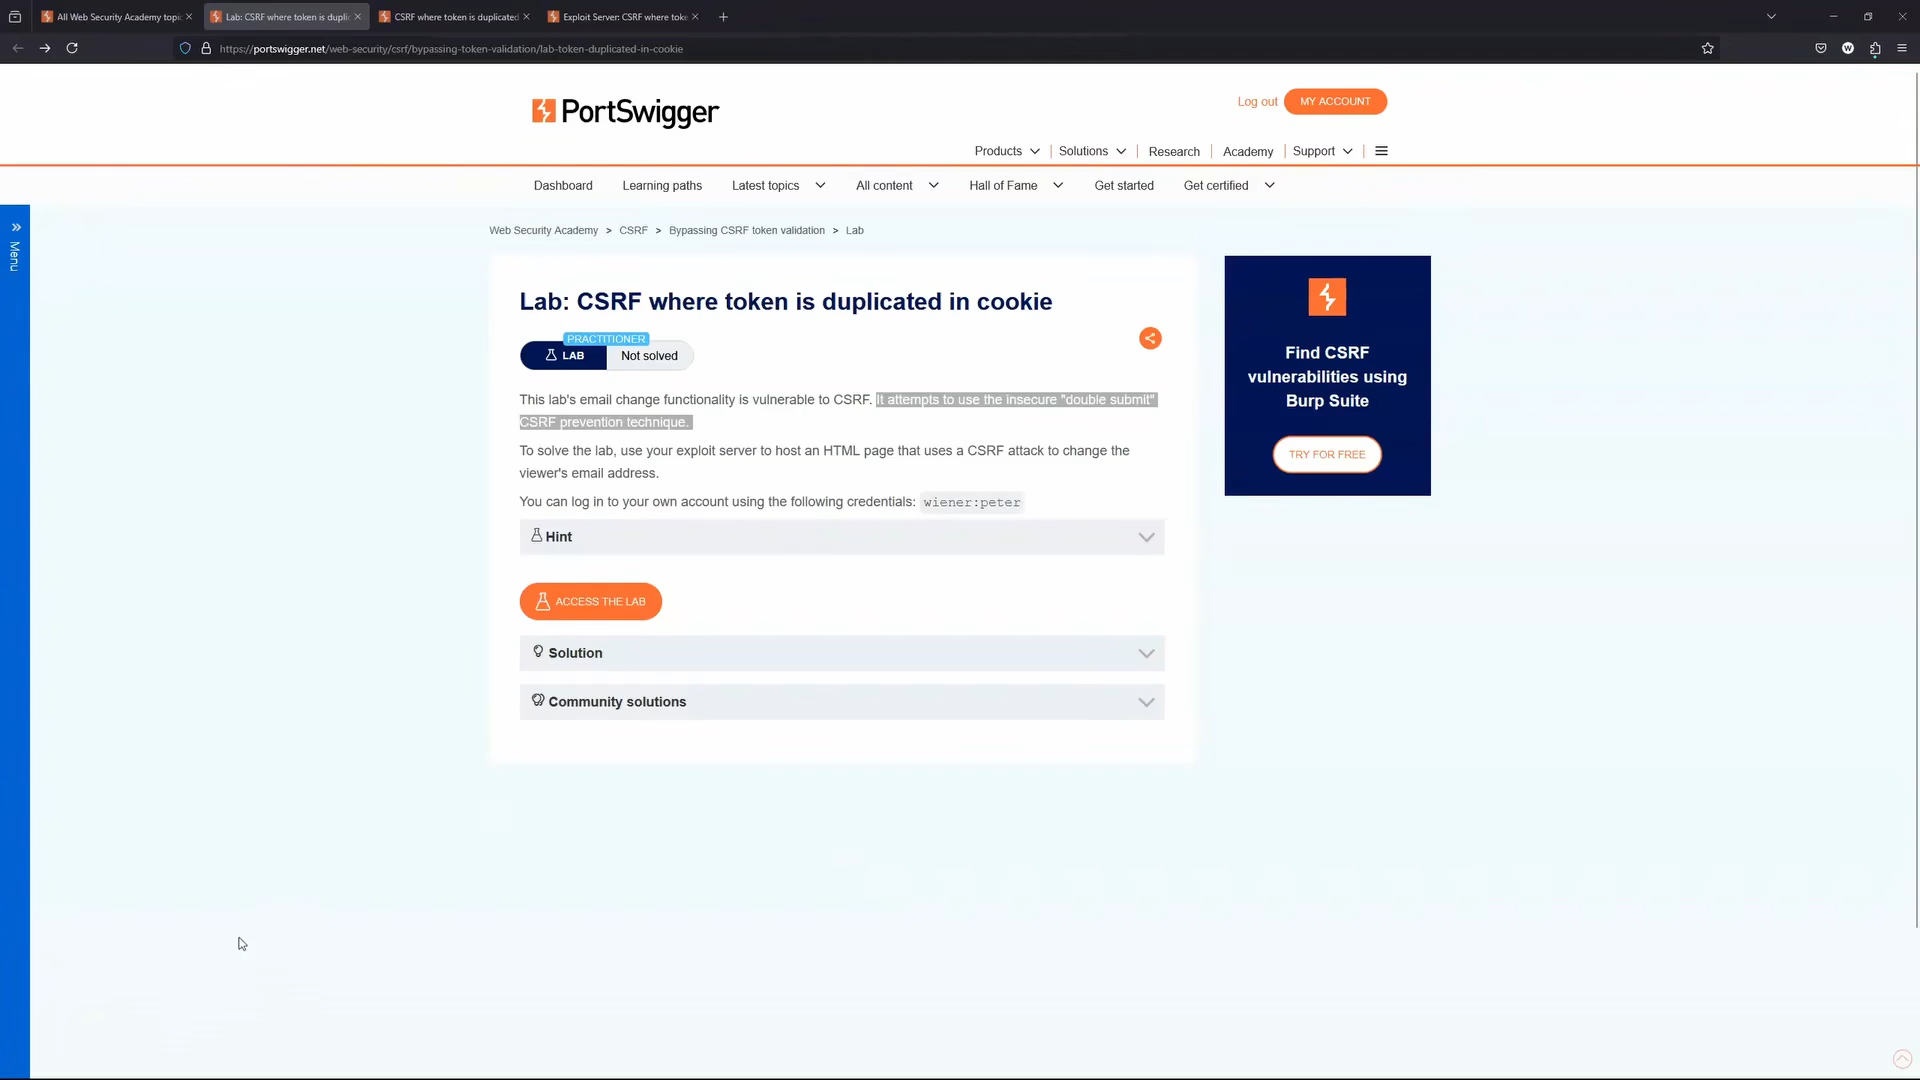 All Web Security Academy topic
Lab: CSRF where token is duplic
CSRF where token is duplicated
Exploit Server: CSRF where toke
https://portswigger.net/web-security/csrf/bypassing-token-validation/lab-token-duplicated-in-cookie
W
PortSwigger
Log out
MY ACCOUNT
Products
Solutions
Research
Academy
Support
Dashboard
Learning paths
Latest topics
All content
Hall of Fame
Get started
Get certified
Menu
Web Security Academy > CSRF > Bypassing CSRF token validation > Lab
Lab: CSRF where token is duplicated in cookie
PRACTITIONER
LAB
Not solved
This lab's email change functionality is vulnerable to CSRF. It attempts to use the insecure "double submit"
CSRF prevention technique.
To solve the lab, use your exploit server to host an HTML page that uses a CSRF attack to change the
viewer's email address.
You can log in to your own account using the following credentials: wiener:peter
Hint
ACCESS THE LAB
Solution
Community solutions
Find CSRF
vulnerabilities using
Burp Suite
TRY FOR FREE